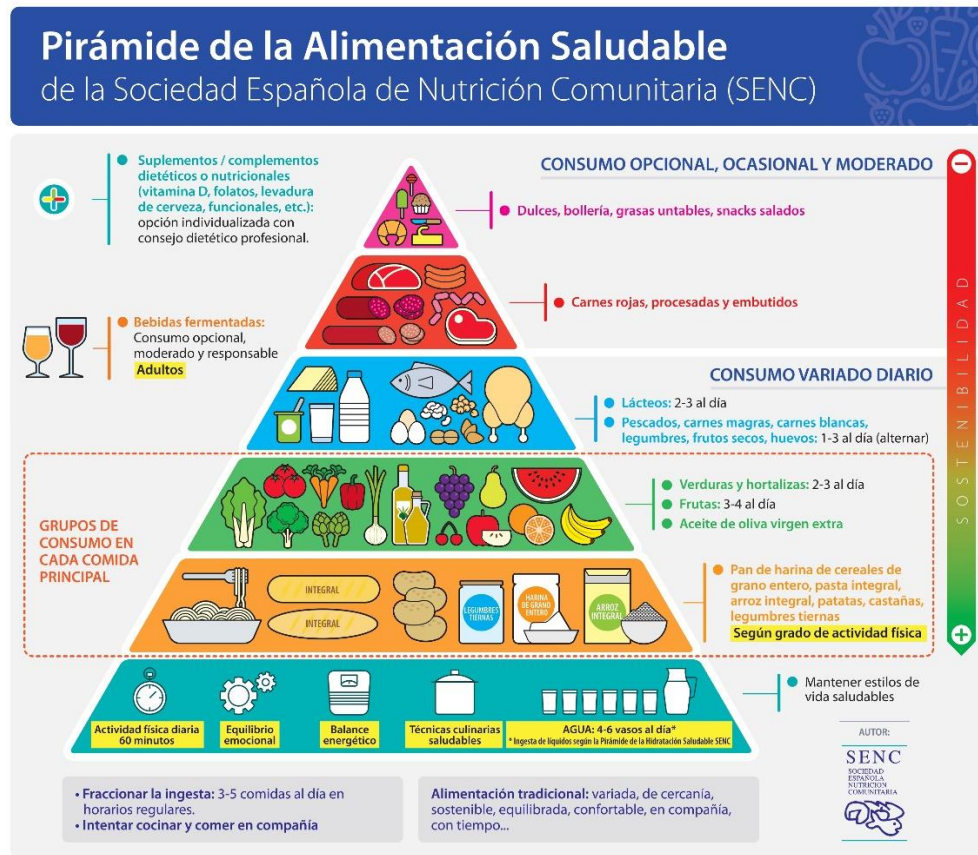 Pirámide de la Alimentación Saludable
de la Sociedad Española de Nutrición Comunitaria (SENC)
Suplementos / complementos
dietéticos o nutricionales
(vitamina D, folatos, levadura
de cerveza, funcionales, etc.):
opción individualizada con
consejo dietético profesional.
CONSUMO OPCIONAL, OCASIONAL Y MODERADO
Dulces, bollería, grasas untables, snacks salados
Carnes rojas, procesadas y embutidos
Bebidas fermentadas:
Consumo opcional,
moderado y responsable
Adultos
CONSUMO VARIADO DIARIO
Lácteos: 2-3 al día
Pescados, carnes magras, carnes blancas,
legumbres, frutos secos, huevos: 1-3 al día (alternar)
SOSTENIBILIDAD
GRUPOS DE
CONSUMO EN
CADA COMIDA
PRINCIPAL
Verduras y hortalizas: 2-3 al día
Frutas: 3-4 al día
Aceite de oliva virgen extra
INTEGRAL
INTEGRAL
LEGUMBRES
TIERNAS
HARINA
DE GRANO
ENTERO
ARROZ
INTEGRAL
Pan de harina de cereales de
grano entero, pasta integral,
arroz integral, patatas, castañas,
legumbres tiernas
Según grado de actividad física
Mantener estilos de
vida saludables
Actividad física diaria
60 minutos
Equilibrio
emocional
Balance
energético
Técnicas culinarias
saludables
AGUA: 4-6 vasos al día*
* Ingesta de líquidos según la Pirámide de la Hidratación Saludable SENC
• Fraccionar la ingesta: 3-5 comidas al día en
horarios regulares.
• Intentar cocinar y comer en compañía
Alimentación tradicional: variada, de cercanía,
sostenible, equilibrada, confortable, en compañía,
con tiempo...
AUTOR:
SENC
SOCIEDAD
ESPAÑOLA
NUTRICION
COMUNITARIA